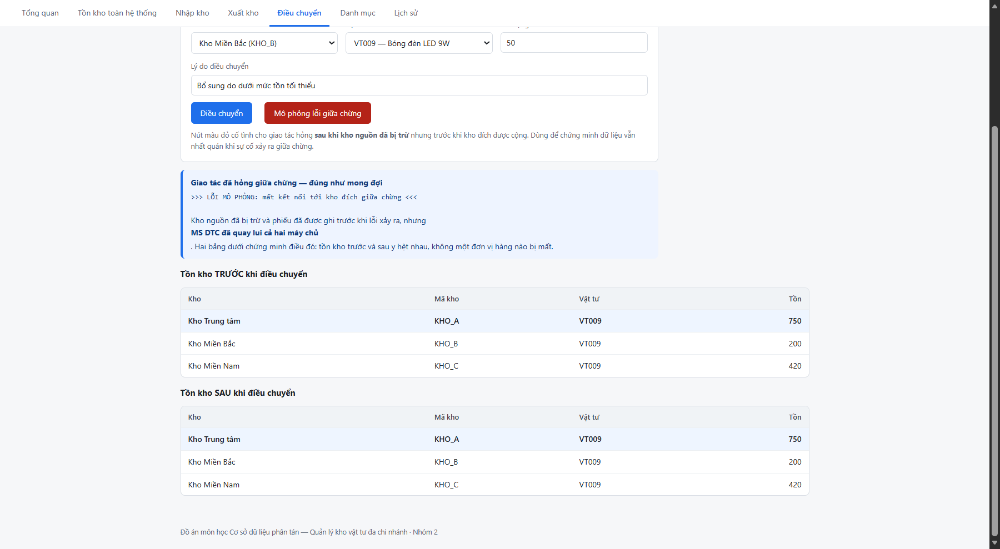 Tổng quan
Tồn kho toàn hệ thống
Nhập kho
Xuất kho
Điều chuyển
Danh mục
Lịch sử
Kho Miền Bắc (KHO_B)
VT009 — Bóng đèn LED 9W
50
Lý do điều chuyển
Bổ sung do dưới mức tồn tối thiểu
Điều chuyển
Mô phỏng lỗi giữa chừng
Nút màu đỏ cố tình cho giao tác hỏng sau khi kho nguồn đã bị trừ nhưng trước khi kho đích được cộng. Dùng để chứng minh dữ liệu vẫn
nhất quán khi sự cố xảy ra giữa chừng.
Giao tác đã hỏng giữa chừng — đúng như mong đợi
>>> LỖI MÔ PHỎNG: mất kết nối tới kho đích giữa chừng <<<
Kho nguồn đã bị trừ và phiếu đã được ghi trước khi lỗi xảy ra, nhưng
MS DTC đã quay lui cả hai máy chủ
. Hai bảng dưới chứng minh điều đó: tồn kho trước và sau y hệt nhau, không một đơn vị hàng nào bị mất.
Tồn kho TRƯỚC khi điều chuyển
Kho Mã kho Vật tư Tồn
Kho Trung tâm KHO_A VT009 750
Kho Miền Bắc KHO_B VT009 200
Kho Miền Nam KHO_C VT009 420
Tồn kho SAU khi điều chuyển
Kho Mã kho Vật tư Tồn
Kho Trung tâm KHO_A VT009 750
Kho Miền Bắc KHO_B VT009 200
Kho Miền Nam KHO_C VT009 420
Đồ án môn học Cơ sở dữ liệu phân tán — Quản lý kho vật tư đa chi nhánh · Nhóm 2